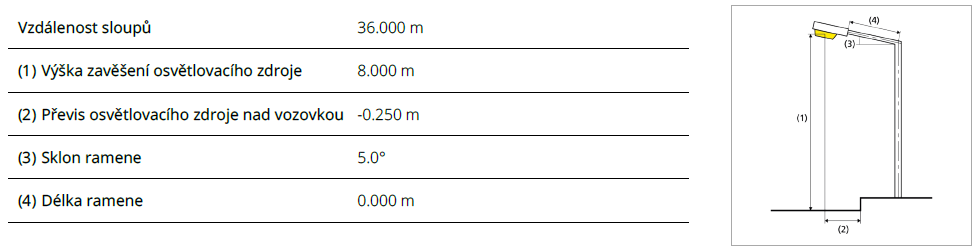 Vzdálenost sloupů 36.000 m
(1) Výška zavěšení osvětlovacího zdroje 8.000 m
(2) Převis osvětlovacího zdroje nad vozovkou -0.250 m
(3) Sklon ramene 5.0°
(4) Délka ramene 0.000 m
(4)
(3)
(1)
(2)